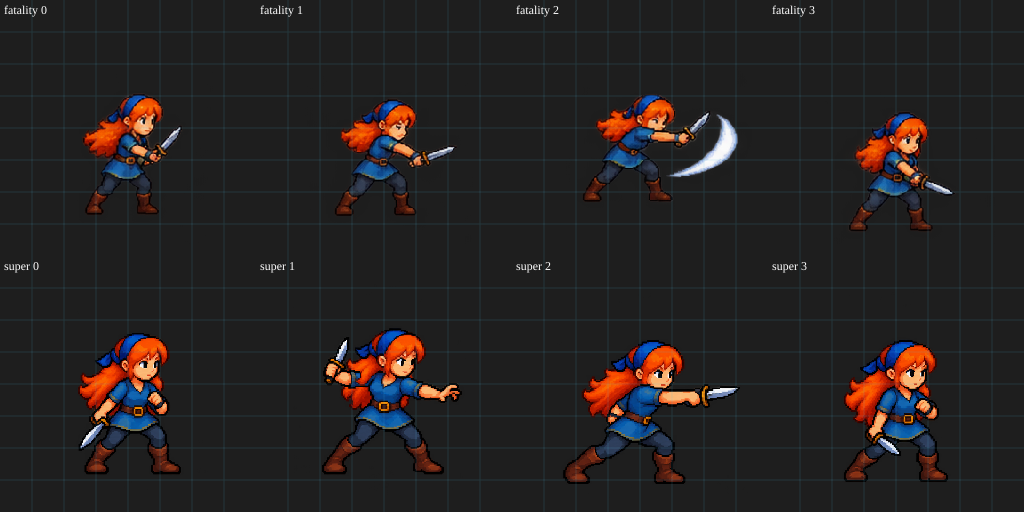 fatality 0
fatality 1
fatality 2
fatality 3
super 0
super 1
super 2
super 3